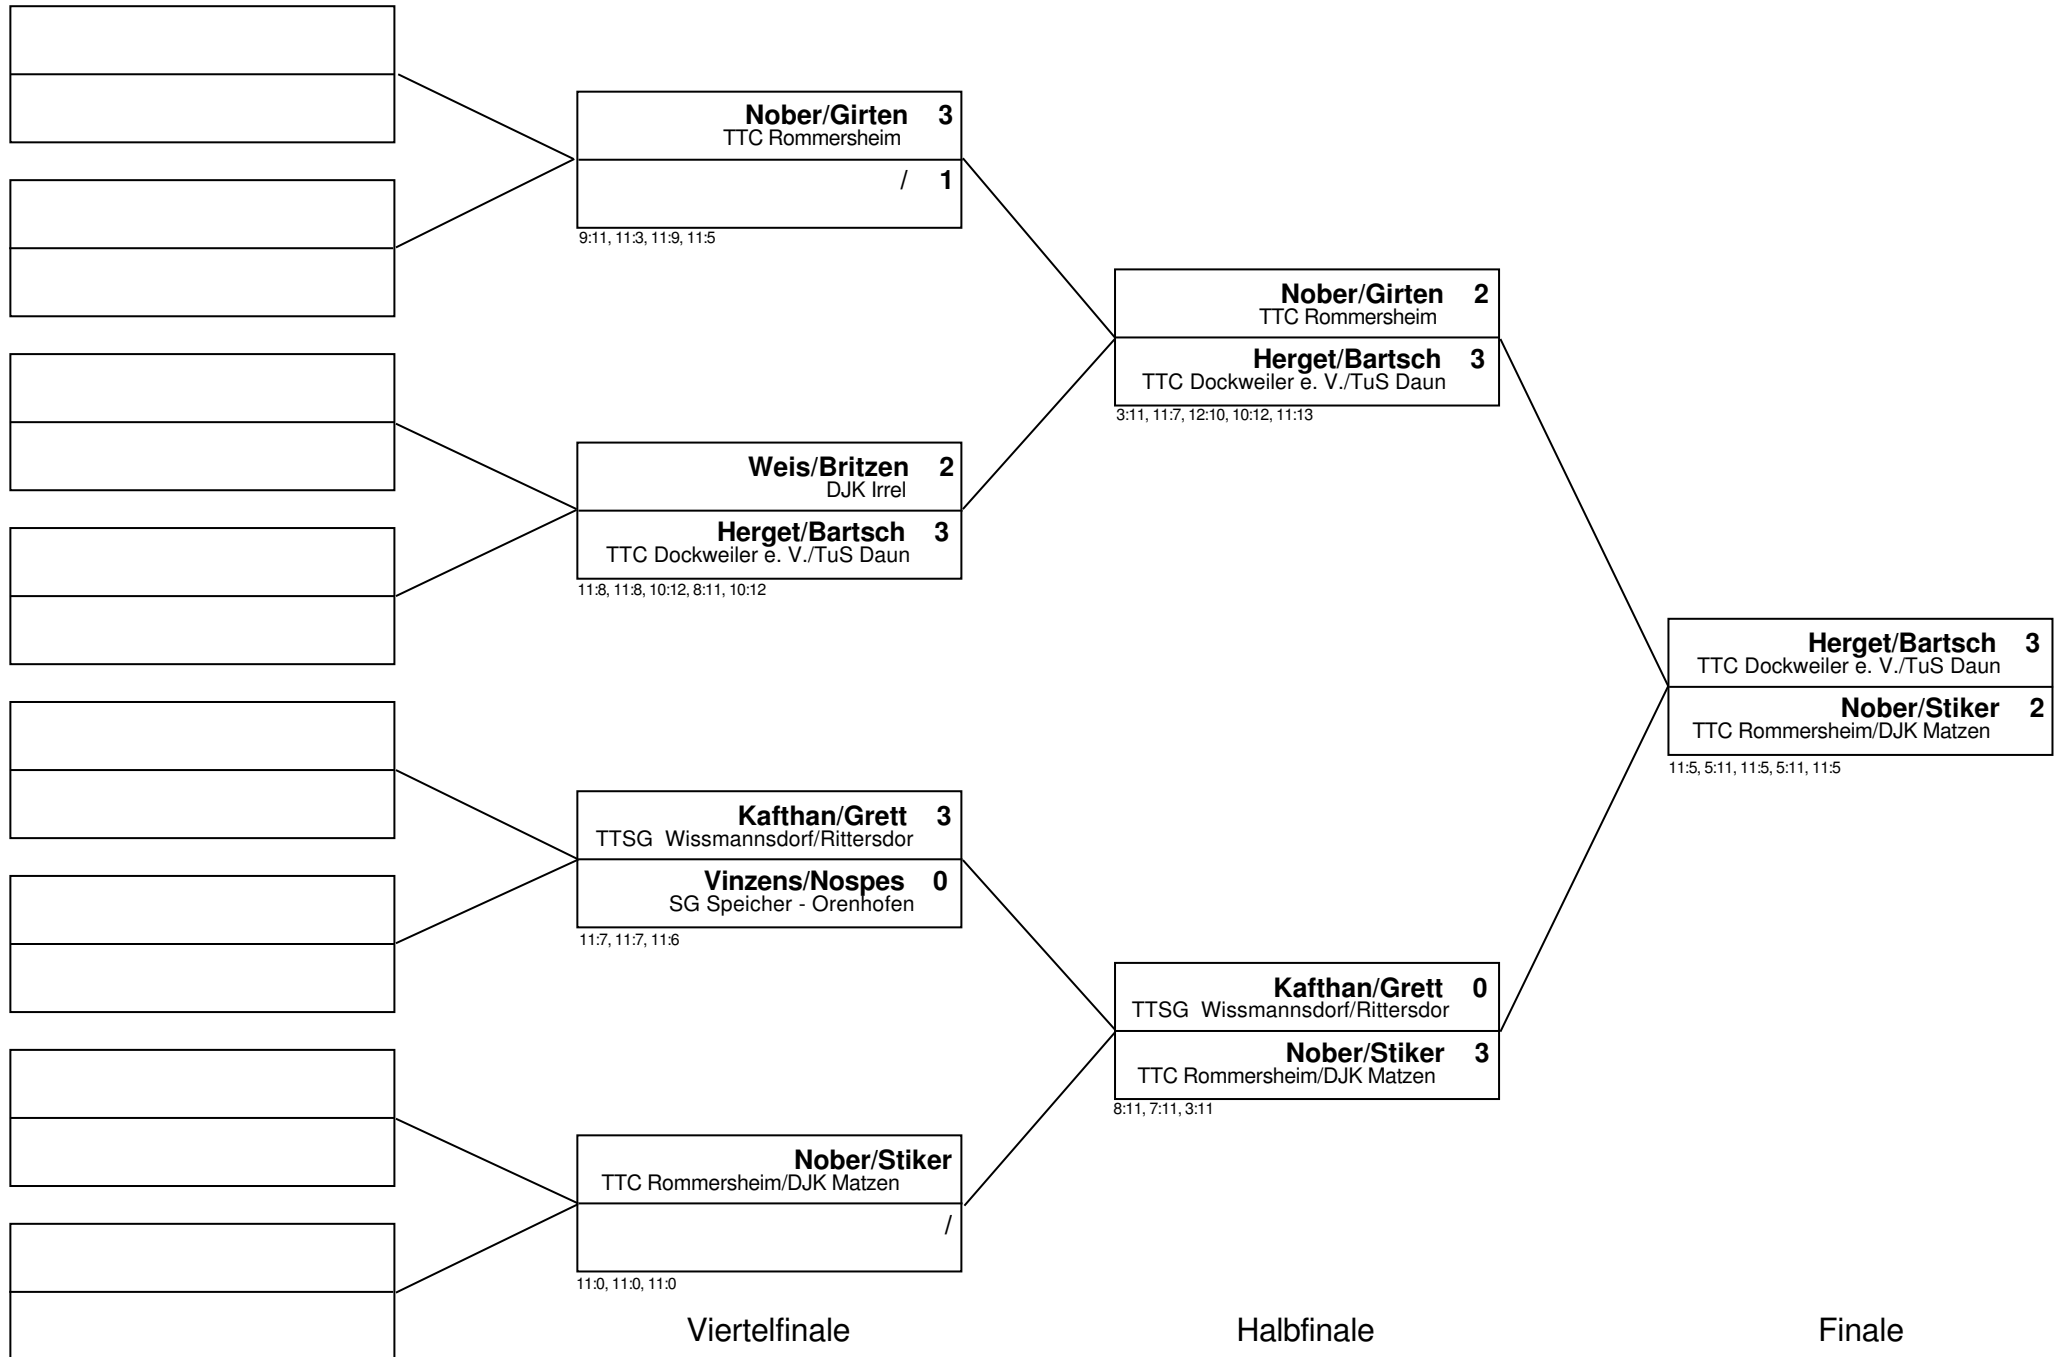 Nober/Girten 3
TTC Rommersheim
/ 1
9:11, 11:3, 11:9, 11:5
Weis/Britzen 2
DJK Irrel
Herget/Bartsch 3
TTC Dockweiler e. V./TuS Daun
11:8, 11:8, 10:12, 8:11, 10:12
Kafthan/Grett 3
TTSG  Wissmannsdorf/Rittersdor
Vinzens/Nospes 0
SG Speicher - Orenhofen
11:7, 11:7, 11:6
Nober/Stiker
TTC Rommersheim/DJK Matzen
/
11:0, 11:0, 11:0
Viertelfinale
Nober/Girten 2
TTC Rommersheim
Herget/Bartsch 3
TTC Dockweiler e. V./TuS Daun
3:11, 11:7, 12:10, 10:12, 11:13
Kafthan/Grett 0
TTSG  Wissmannsdorf/Rittersdor
Nober/Stiker 3
TTC Rommersheim/DJK Matzen
8:11, 7:11, 3:11
Halbfinale
Herget/Bartsch 3
TTC Dockweiler e. V./TuS Daun
Nober/Stiker 2
TTC Rommersheim/DJK Matzen
11:5, 5:11, 11:5, 5:11, 11:5
Finale